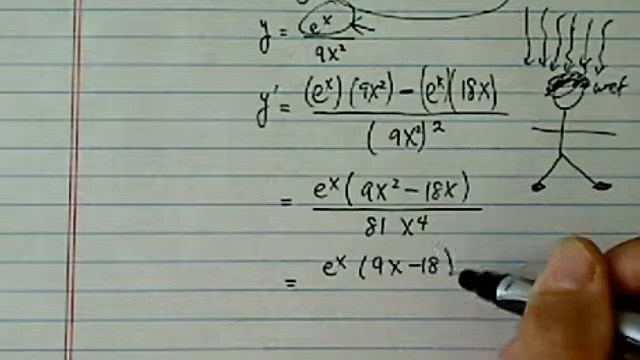 y = e^x / 9x²
y' = (e^x)(9x²) − (e^x)(18x) / (9x²)²
wet
= e^x (9x² − 18x) / 81 x⁴
= e^x (9x − 18)